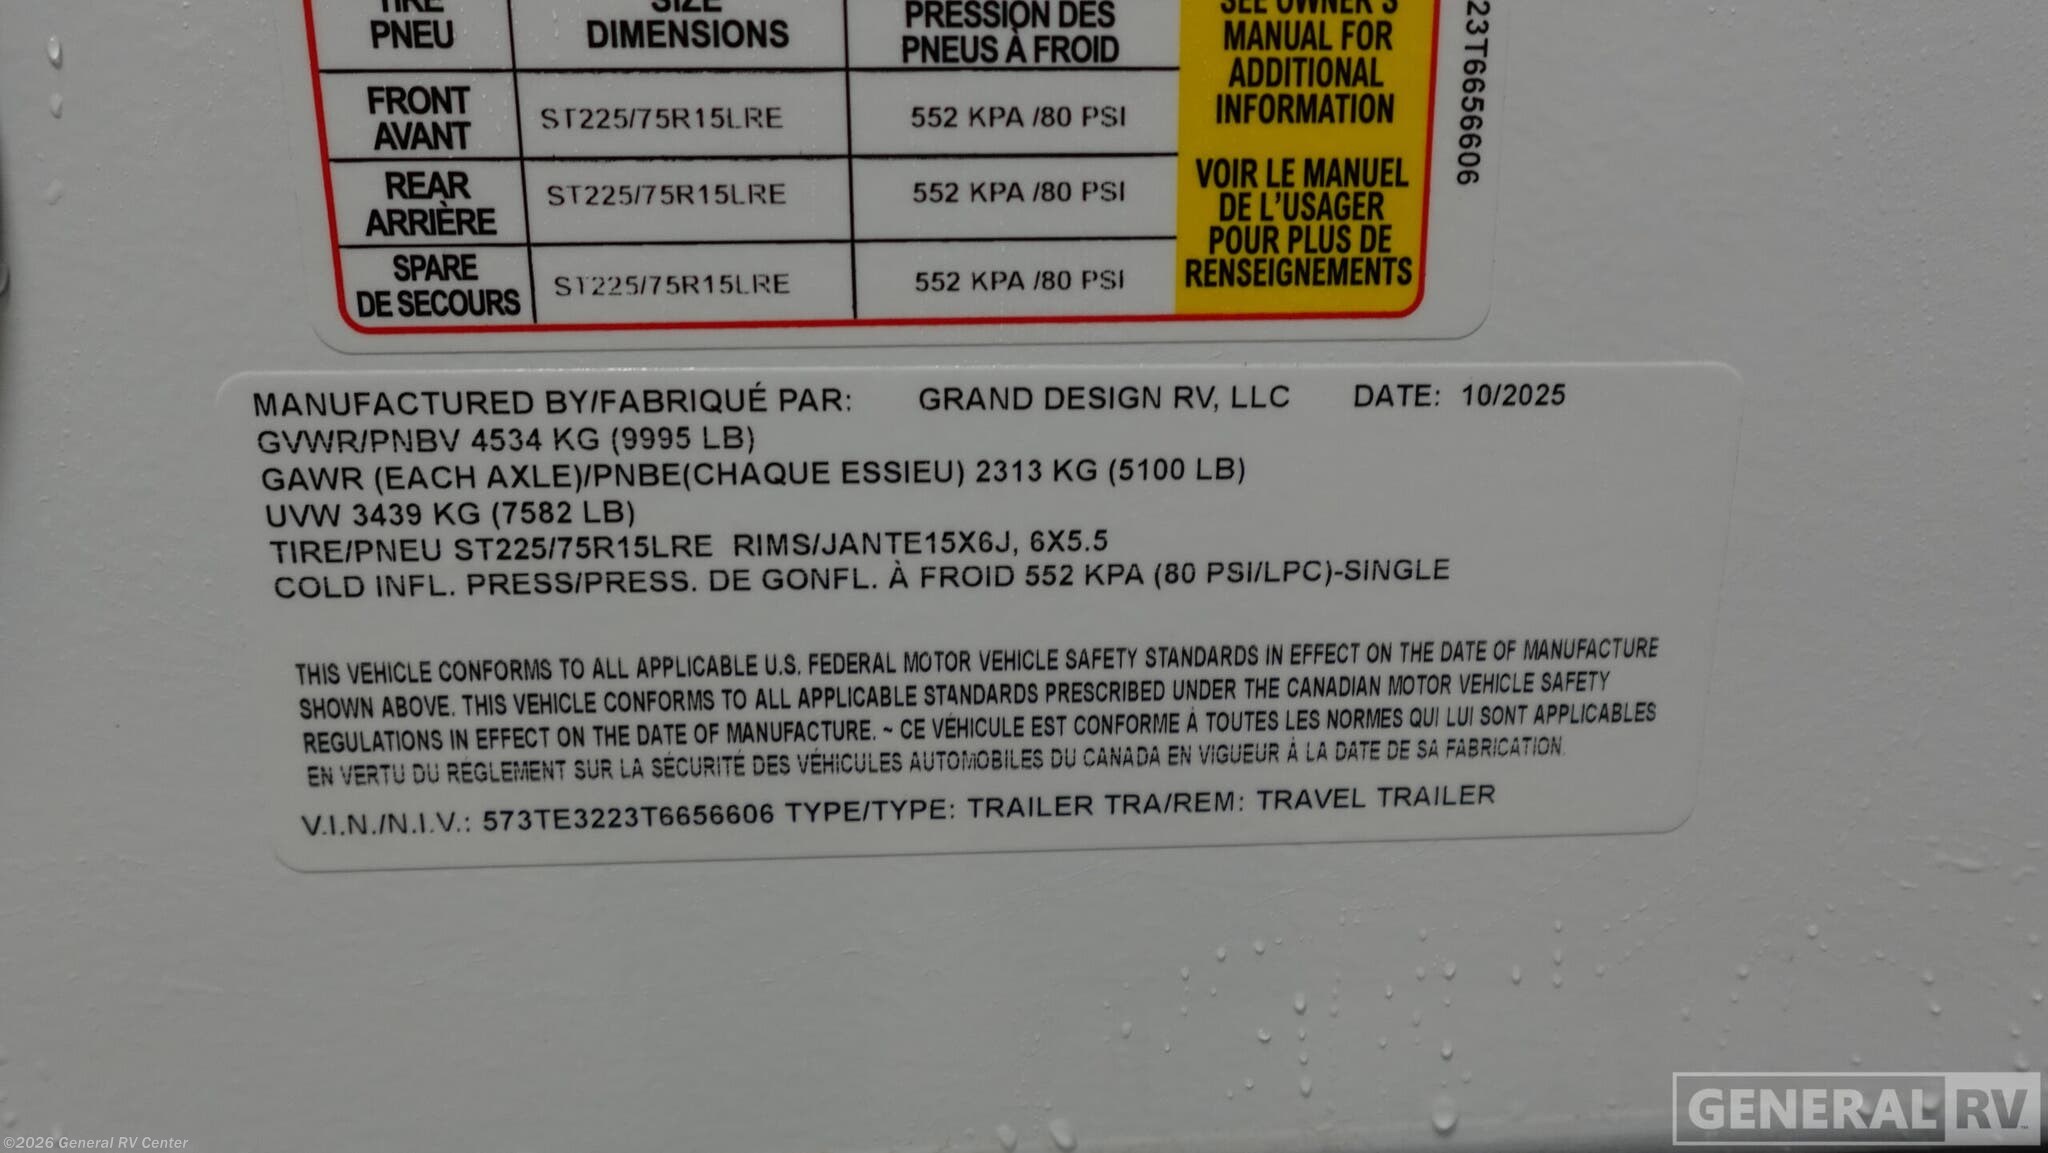 TIRE SIZE PRESSION DES
PNEU DIMENSIONS PNEUS À FROID
FRONT
AVANT ST225/75R15LRE 552 KPA /80 PSI
REAR
ARRIÈRE ST225/75R15LRE 552 KPA /80 PSI
SPARE
DE SECOURS ST225/75R15LRE 552 KPA /80 PSI
SEE OWNER'S
MANUAL FOR
ADDITIONAL
INFORMATION
VOIR LE MANUEL
DE L'USAGER
POUR PLUS DE
RENSEIGNEMENTS
23T6656606
MANUFACTURED BY/FABRIQUÉ PAR: GRAND DESIGN RV, LLC DATE: 10/2025
GVWR/PNBV 4534 KG (9995 LB)
GAWR (EACH AXLE)/PNBE(CHAQUE ESSIEU) 2313 KG (5100 LB)
UVW 3439 KG (7582 LB)
TIRE/PNEU ST225/75R15LRE RIMS/JANTE15X6J, 6X5.5
COLD INFL. PRESS/PRESS. DE GONFL. À FROID 552 KPA (80 PSI/LPC)-SINGLE
THIS VEHICLE CONFORMS TO ALL APPLICABLE U.S. FEDERAL MOTOR VEHICLE SAFETY STANDARDS IN EFFECT ON THE DATE OF MANUFACTURE
SHOWN ABOVE. THIS VEHICLE CONFORMS TO ALL APPLICABLE STANDARDS PRESCRIBED UNDER THE CANADIAN MOTOR VEHICLE SAFETY
REGULATIONS IN EFFECT ON THE DATE OF MANUFACTURE. ~ CE VÉHICULE EST CONFORME À TOUTES LES NORMES QUI LUI SONT APPLICABLES
EN VERTU DU RÈGLEMENT SUR LA SÉCURITÉ DES VÉHICULES AUTOMOBILES DU CANADA EN VIGUEUR À LA DATE DE SA FABRICATION.
V.I.N./N.I.V.: 573TE3223T6656606 TYPE/TYPE: TRAILER TRA/REM: TRAVEL TRAILER
GENERAL RV
©2026 General RV Center